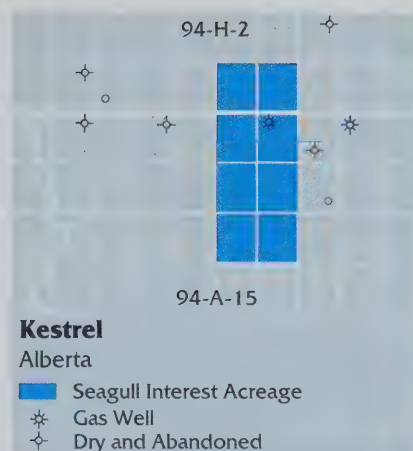 94-H-2
94-A-15
Kestrel
Alberta
Seagull Interest Acreage
Gas Well
Dry and Abandoned